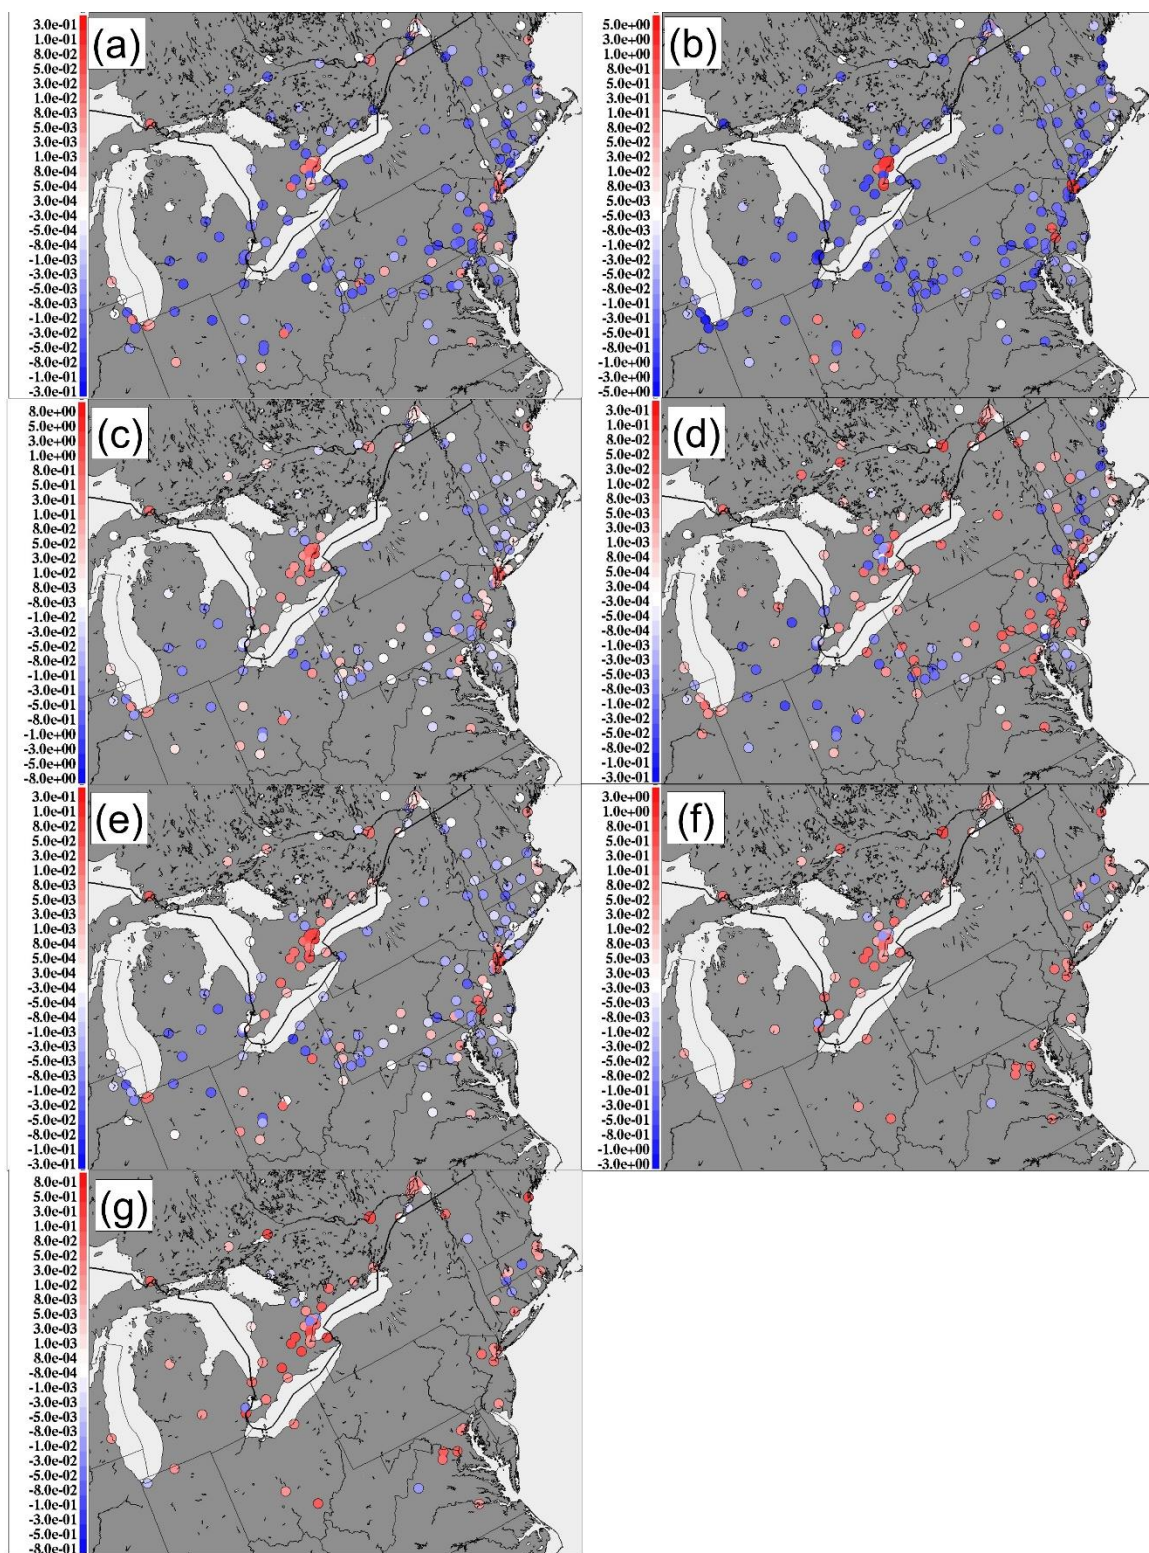 (a)
3.0e-01
1.0e-01
8.0e-02
5.0e-02
3.0e-02
1.0e-02
8.0e-03
5.0e-03
3.0e-03
1.0e-03
8.0e-04
5.0e-04
3.0e-04
-3.0e-04
-5.0e-04
-8.0e-04
-1.0e-03
-3.0e-03
-5.0e-03
-8.0e-03
-1.0e-02
-3.0e-02
-5.0e-02
-8.0e-02
-1.0e-01
-3.0e-01
(b)
5.0e+00
3.0e+00
1.0e+00
8.0e-01
5.0e-01
3.0e-01
1.0e-01
8.0e-02
5.0e-02
3.0e-02
1.0e-02
8.0e-03
5.0e-03
-5.0e-03
-8.0e-03
-1.0e-02
-3.0e-02
-5.0e-02
-8.0e-02
-1.0e-01
-3.0e-01
-5.0e-01
-8.0e-01
-1.0e+00
-3.0e+00
-5.0e+00
(c)
8.0e+00
5.0e+00
3.0e+00
1.0e+00
8.0e-01
5.0e-01
3.0e-01
1.0e-01
8.0e-02
5.0e-02
3.0e-02
1.0e-02
8.0e-03
-8.0e-03
-1.0e-02
-3.0e-02
-5.0e-02
-8.0e-02
-1.0e-01
-3.0e-01
-5.0e-01
-8.0e-01
-1.0e+00
-3.0e+00
-5.0e+00
-8.0e+00
(d)
3.0e-01
1.0e-01
8.0e-02
5.0e-02
3.0e-02
1.0e-02
8.0e-03
5.0e-03
3.0e-03
1.0e-03
8.0e-04
5.0e-04
3.0e-04
-3.0e-04
-5.0e-04
-8.0e-04
-1.0e-03
-3.0e-03
-5.0e-03
-8.0e-03
-1.0e-02
-3.0e-02
-5.0e-02
-8.0e-02
-1.0e-01
-3.0e-01
(e)
3.0e-01
1.0e-01
8.0e-02
5.0e-02
3.0e-02
1.0e-02
8.0e-03
5.0e-03
3.0e-03
1.0e-03
8.0e-04
5.0e-04
3.0e-04
-3.0e-04
-5.0e-04
-8.0e-04
-1.0e-03
-3.0e-03
-5.0e-03
-8.0e-03
-1.0e-02
-3.0e-02
-5.0e-02
-8.0e-02
-1.0e-01
-3.0e-01
(f)
3.0e+00
1.0e+00
8.0e-01
5.0e-01
3.0e-01
1.0e-01
8.0e-02
5.0e-02
3.0e-02
1.0e-02
8.0e-03
5.0e-03
3.0e-03
-3.0e-03
-5.0e-03
-8.0e-03
-1.0e-02
-3.0e-02
-5.0e-02
-8.0e-02
-1.0e-01
-3.0e-01
-5.0e-01
-8.0e-01
-1.0e+00
-3.0e+00
(g)
8.0e-01
5.0e-01
3.0e-01
1.0e-01
8.0e-02
5.0e-02
3.0e-02
1.0e-02
8.0e-03
5.0e-03
3.0e-03
1.0e-03
8.0e-04
-8.0e-04
-1.0e-03
-3.0e-03
-5.0e-03
-8.0e-03
-1.0e-02
-3.0e-02
-5.0e-02
-8.0e-02
-1.0e-01
-3.0e-01
-5.0e-01
-8.0e-01